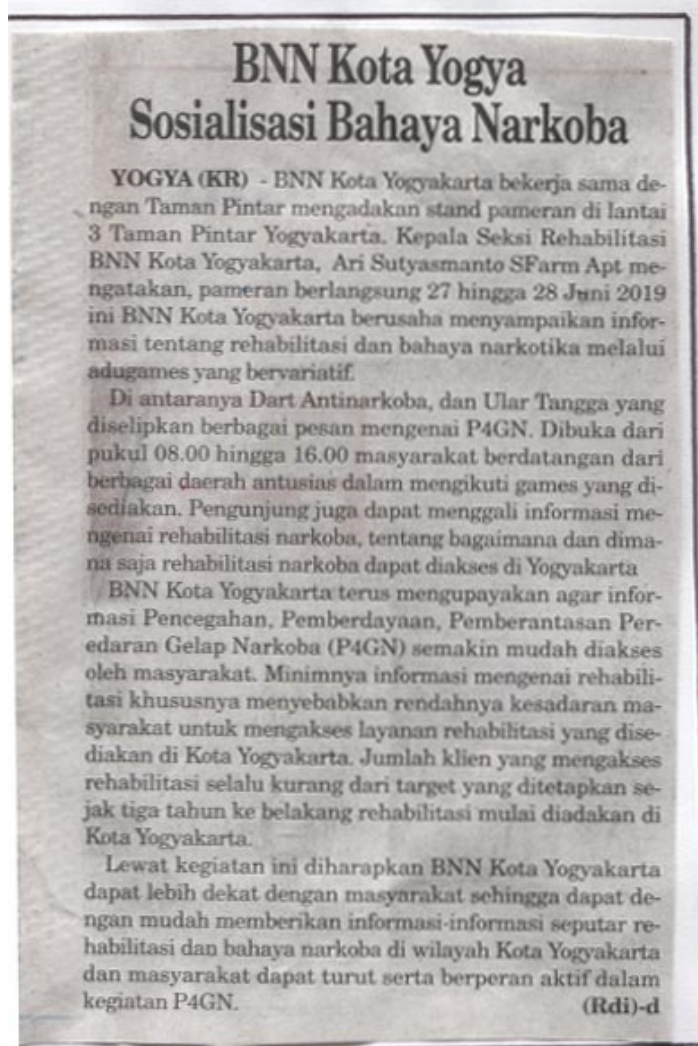 BNN Kota Yogya
Sosialisasi Bahaya Narkoba
YOGYA (KR) - BNN Kota Yogyakarta bekerja sama de-
ngan Taman Pintar mengadakan stand pameran di lantai
3 Taman Pintar Yogyakarta. Kepala Seksi Rehabilitasi
BNN Kota Yogyakarta, Ari Sutyasmanto SFarm Apt me-
ngatakan, pameran berlangsung 27 hingga 28 Juni 2019
ini BNN Kota Yogyakarta berusaha menyampaikan infor-
masi tentang rehabilitasi dan bahaya narkotika melalui
adugames yang bervariatif.
Di antaranya Dart Antinarkoba, dan Ular Tangga yang
diselipkan berbagai pesan mengenai P4GN. Dibuka dari
pukul 08.00 hingga 16.00 masyarakat berdatangan dari
berbagai daerah antusias dalam mengikuti games yang di-
sediakan. Pengunjung juga dapat menggali informasi me-
ngenai rehabilitasi narkoba, tentang bagaimana dan dima-
na saja rehabilitasi narkoba dapat diakses di Yogyakarta
BNN Kota Yogyakarta terus mengupayakan agar infor-
masi Pencegahan, Pemberdayaan, Pemberantasan Per-
edaran Gelap Narkoba (P4GN) semakin mudah diakses
oleh masyarakat. Minimnya informasi mengenai rehabili-
tasi khususnya menyebabkan rendahnya kesadaran ma-
syarakat untuk mengakses layanan rehabilitasi yang dise-
diakan di Kota Yogyakarta. Jumlah klien yang mengakses
rehabilitasi selalu kurang dari target yang ditetapkan se-
jak tiga tahun ke belakang rehabilitasi mulai diadakan di
Kota Yogyakarta.
Lewat kegiatan ini diharapkan BNN Kota Yogyakarta
dapat lebih dekat dengan masyarakat sehingga dapat de-
ngan mudah memberikan informasi-informasi seputar re-
habilitasi dan bahaya narkoba di wilayah Kota Yogyakarta
dan masyarakat dapat turut serta berperan aktif dalam
kegiatan P4GN. (Rdi)-d